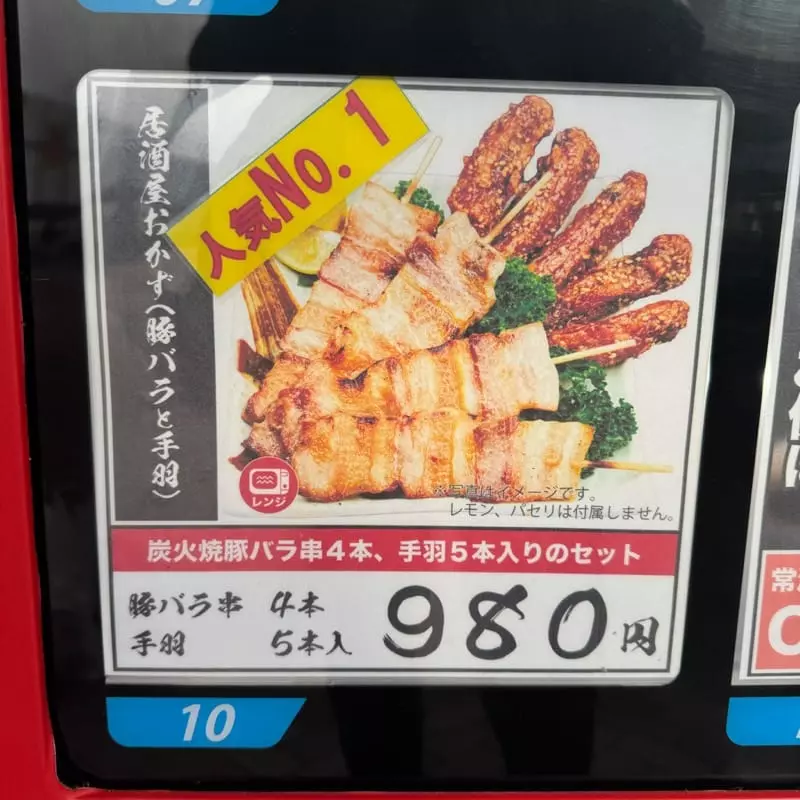 居酒屋おかず(豚バラと手羽)
人気No.1
レンジ
※写真はイメージです。
レモン、パセリは付属しません。
炭火焼豚バラ串4本、手羽5本入りのセット
豚バラ串 4本
手羽 5本入
980円
10